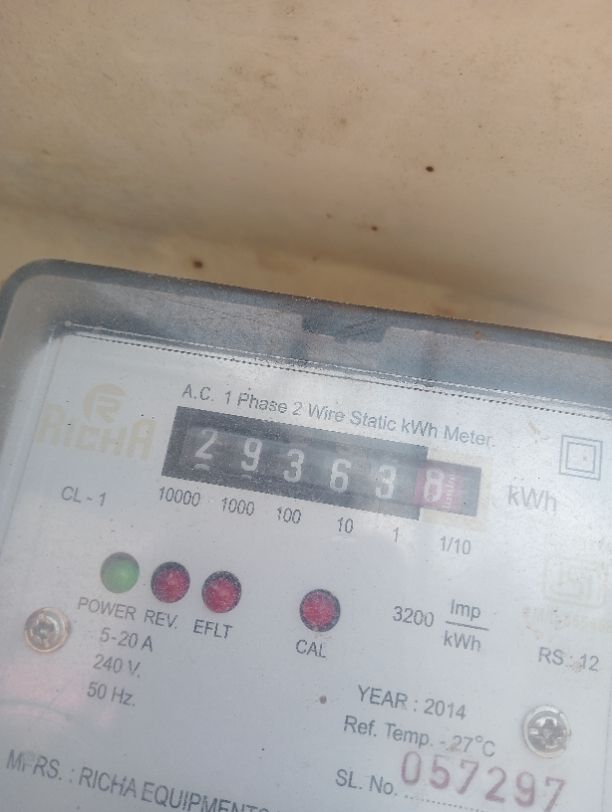 A.C. 1 Phase 2 Wire Static kWh Meter.
RICHA
2 9 3 6 3 8 kWh
CL - 1
10000 1000 100 10 1 1/10
POWER REV. EFLT CAL
3200 Imp/kWh
5-20 A
240 V.
50 Hz.
RS : 12
YEAR : 2014
Ref. Temp. - 27°C
SL. No. 057297
MFRS. : RICHA EQUIPMENTS